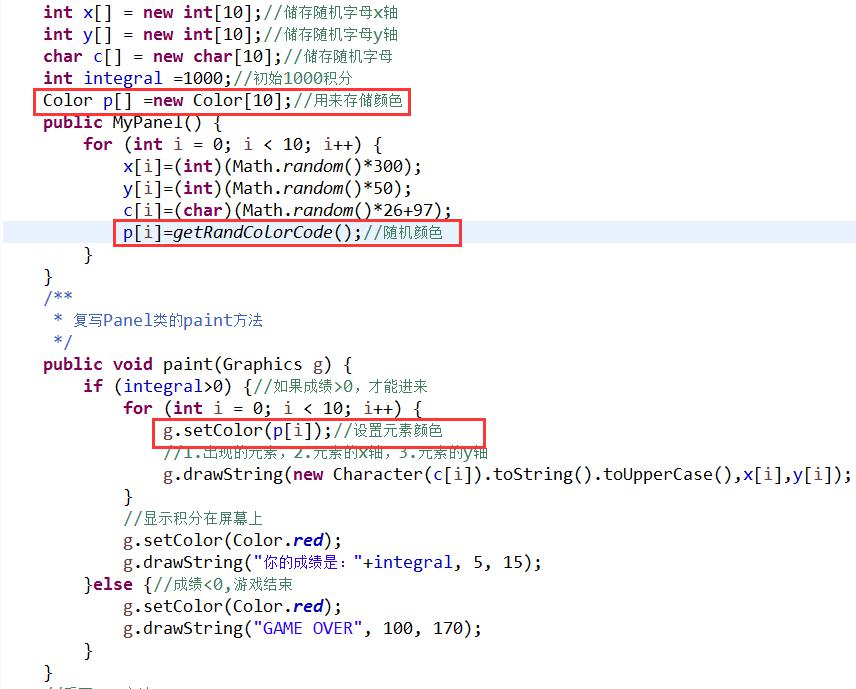 int x[] = new int[10];//储存随机字母x轴
int y[] = new int[10];//储存随机字母y轴
char c[] = new char[10];//储存随机字母
int integral =1000;//初始1000积分
Color p[] =new Color[10];//用来存储颜色
public MyPanel() {
for (int i = 0; i < 10; i++) {
x[i]=(int)(Math.random()*300);
y[i]=(int)(Math.random()*50);
c[i]=(char)(Math.random()*26+97);
p[i]=getRandColorCode();//随机颜色
}
}
/**
* 复写Panel类的paint方法
*/
public void paint(Graphics g) {
if (integral>0) {//如果成绩>0，才能进来
for (int i = 0; i < 10; i++) {
g.setColor(p[i]);//设置元素颜色
//1.出现的元素，2.元素的x轴，3.元素的y轴
g.drawString(new Character(c[i]).toString().toUpperCase(),x[i],y[i]);
}
//显示积分在屏幕上
g.setColor(Color.red);
g.drawString("你的成绩是："+integral, 5, 15);
}else {//成绩<0,游戏结束
g.setColor(Color.red);
g.drawString("GAME OVER", 100, 170);
}
}